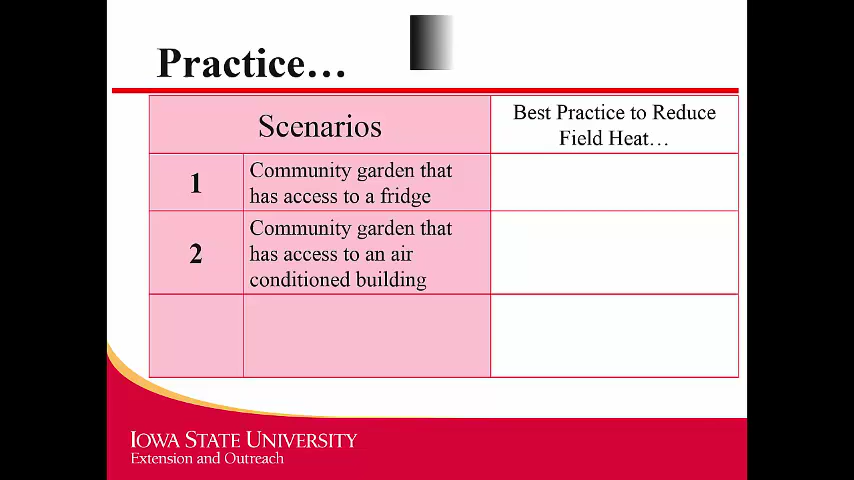 Practice…
Scenarios
Best Practice to Reduce
Field Heat…
1
Community garden that
has access to a fridge
2
Community garden that
has access to an air
conditioned building
IOWA STATE UNIVERSITY
Extension and Outreach